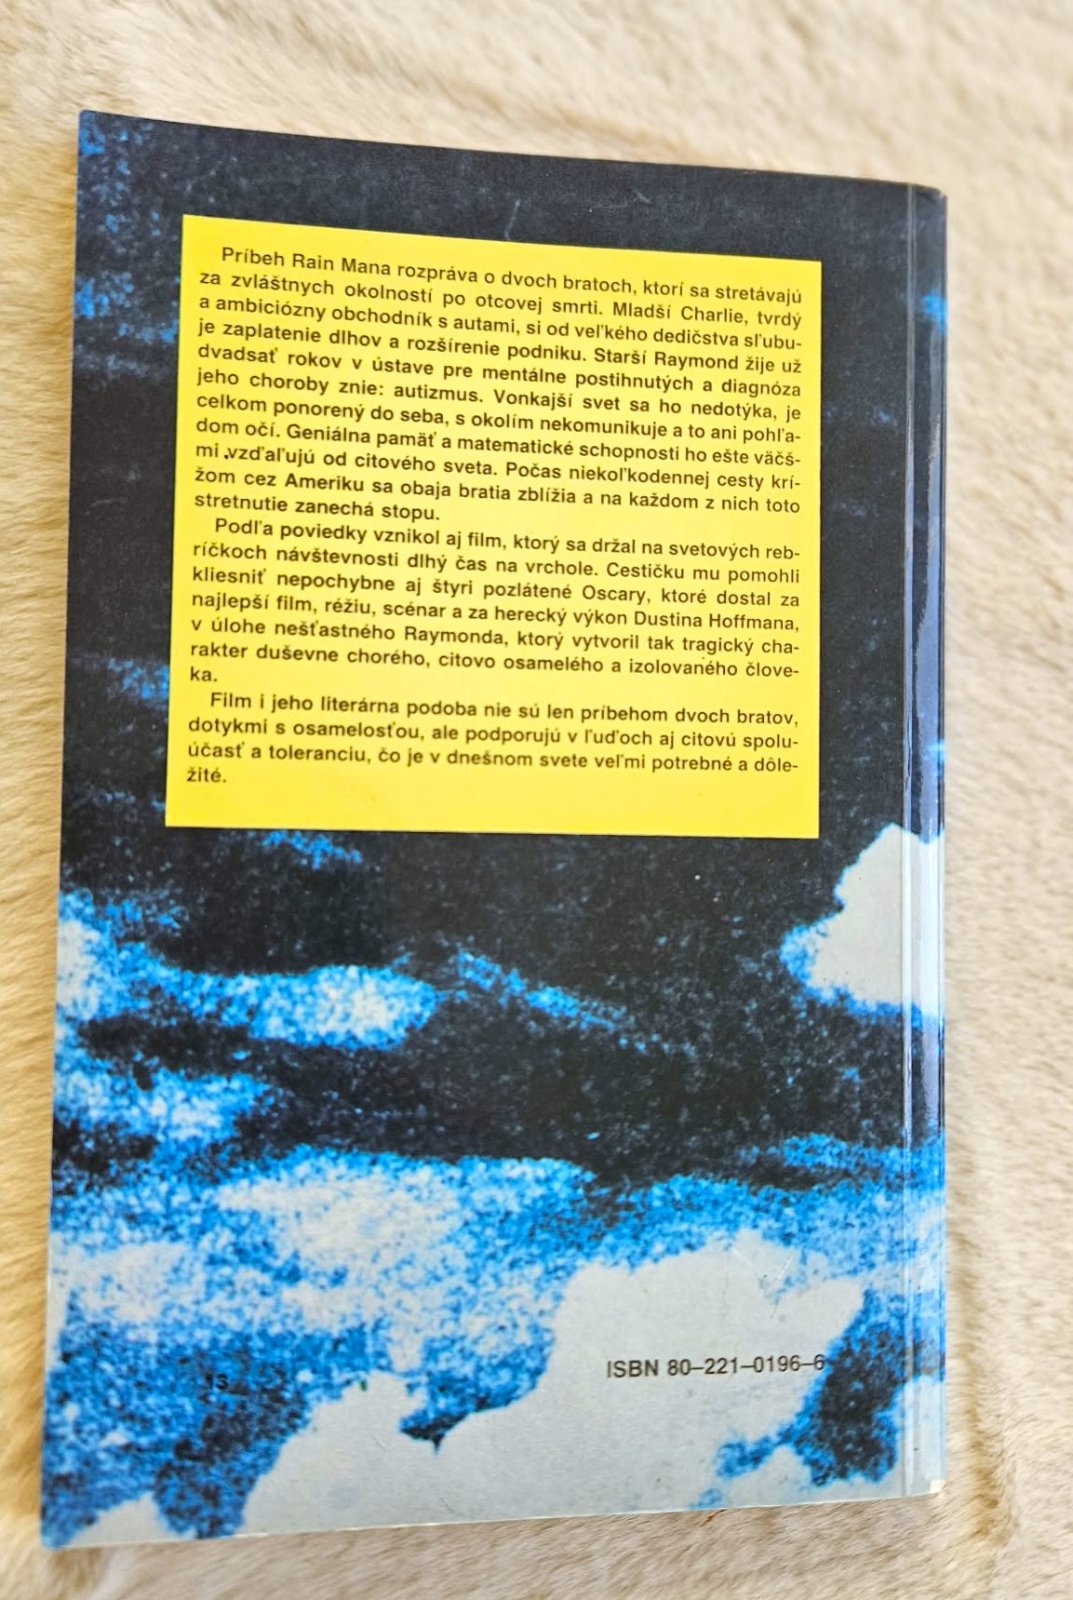 Príbeh Rain Mana rozpráva o dvoch bratoch, ktorí sa stretávajú
za zvláštnych okolností po otcovej smrti. Mladší Charlie, tvrdý
a ambiciózny obchodník s autami, si od veľkého dedičstva sľubu-
je zaplatenie dlhov a rozšírenie podniku. Starší Raymond žije už
dvadsať rokov v ústave pre mentálne postihnutých a diagnóza
jeho choroby znie: autizmus. Vonkajší svet sa ho nedotýka, je
celkom ponorený do seba, s okolím nekomunikuje a to ani pohľa-
dom očí. Geniálna pamäť a matematické schopnosti ho ešte väčš-
mi vzďaľujú od citového sveta. Počas niekoľkodennej cesty krí-
žom cez Ameriku sa obaja bratia zblížia a na každom z nich toto
stretnutie zanechá stopu.
Podľa poviedky vznikol aj film, ktorý sa držal na svetových reb-
ríčkoch návštevnosti dlhý čas na vrchole. Cestičku mu pomohli
kliesniť nepochybne aj štyri pozlátené Oscary, ktoré dostal za
najlepší film, réžiu, scénar a za herecký výkon Dustina Hoffmana,
v úlohe nešťastného Raymonda, ktorý vytvoril tak tragický cha-
rakter duševne chorého, citovo osamelého a izolovaného člove-
ka.
Film i jeho literárna podoba nie sú len príbehom dvoch bratov,
dotykmi s osamelosťou, ale podporujú v ľuďoch aj citovú spolu-
účasť a toleranciu, čo je v dnešnom svete veľmi potrebné a dôle-
žité.
ISBN 80–221–0196–6